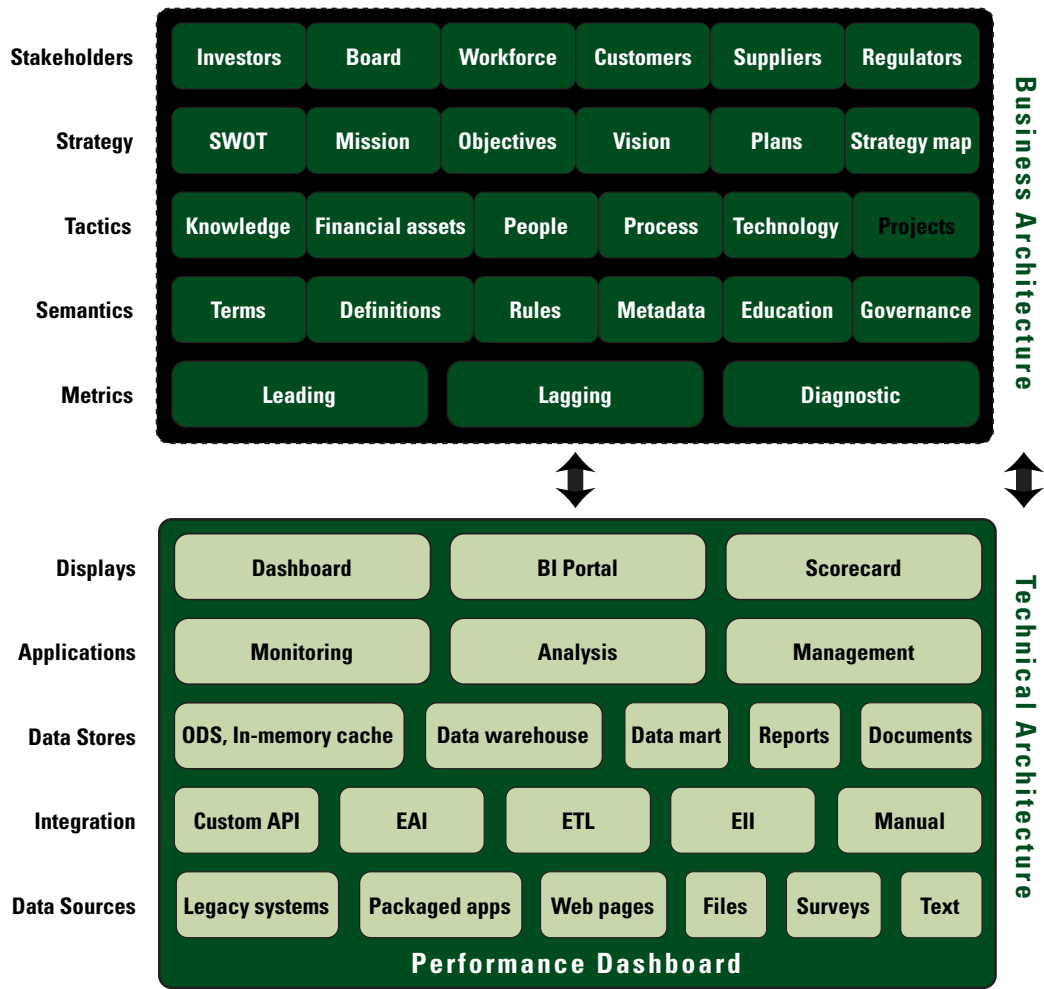 Stakeholders Investors Board Workforce Customers Suppliers Regulators
Strategy SWOT Mission Objectives Vision Plans Strategy map
Tactics Knowledge Financial assets People Process Technology Projects
Semantics Terms Definitions Rules Metadata Education Governance
Metrics Leading Lagging Diagnostic
Business Architecture
Displays Dashboard BI Portal Scorecard
Applications Monitoring Analysis Management
Data Stores ODS, In-memory cache Data warehouse Data mart Reports Documents
Integration Custom API EAI ETL EII Manual
Data Sources Legacy systems Packaged apps Web pages Files Surveys Text
Performance Dashboard
Technical Architecture